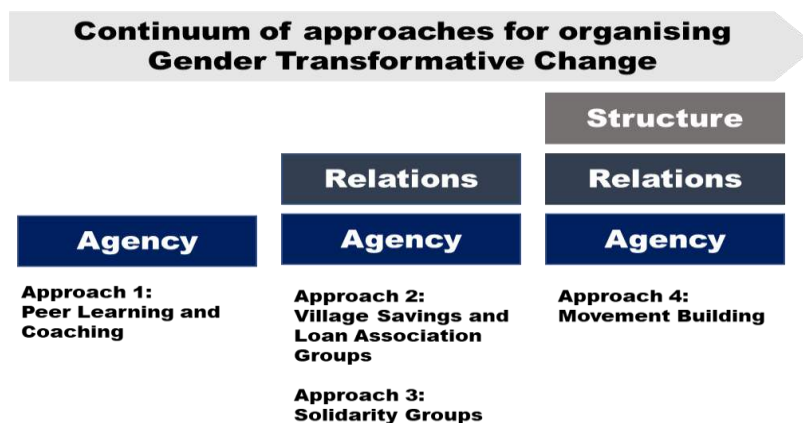 Continuum of approaches for organising
Gender Transformative Change
Structure
Relations
Relations
Agency
Agency
Agency
Approach 1:
Peer Learning and
Coaching
Approach 2:
Village Savings and
Loan Association
Groups
Approach 3:
Solidarity Groups
Approach 4:
Movement Building